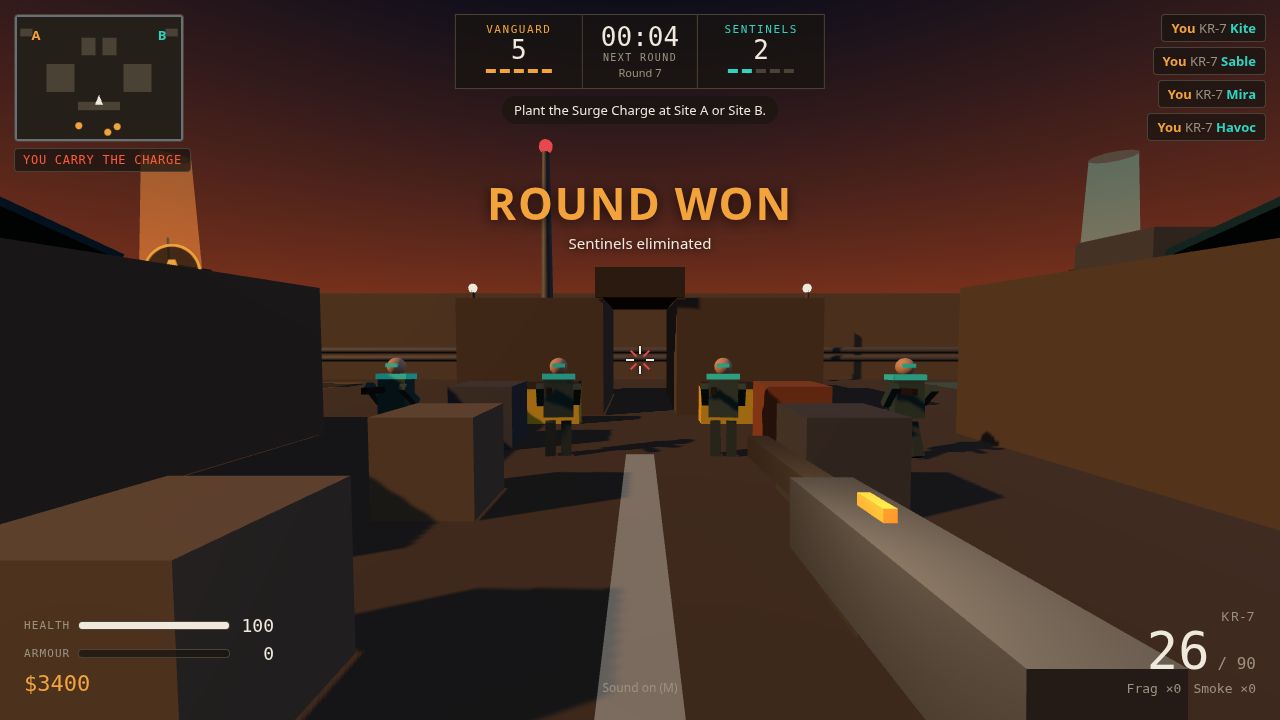 A B
YOU CARRY THE CHARGE
VANGUARD
5
00:04
NEXT ROUND
Round 7
SENTINELS
2
Plant the Surge Charge at Site A or Site B.
You KR-7 Kite
You KR-7 Sable
You KR-7 Mira
You KR-7 Havoc
ROUND WON
Sentinels eliminated
A
HEALTH 100
ARMOUR 0
$3400
Sound on (M)
KR-7
26 / 90
Frag ×0 Smoke ×0